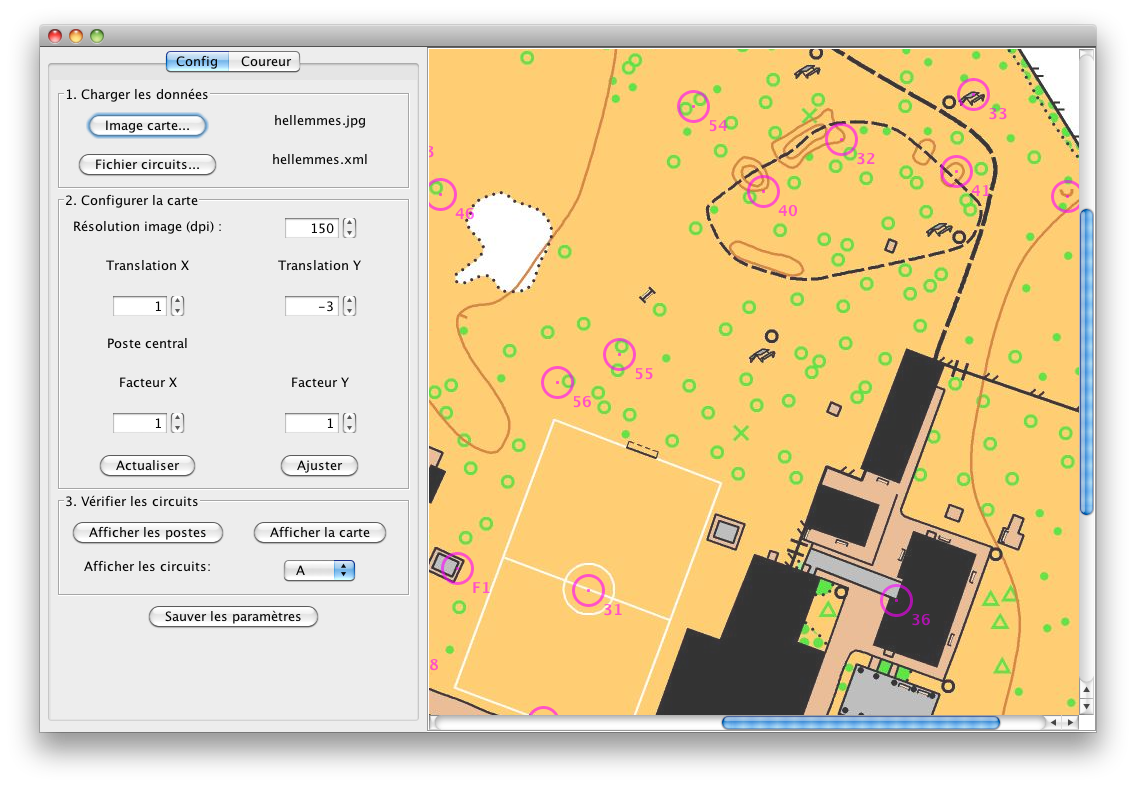 Config Coureur
1. Charger les données
Image carte... hellemmes.jpg
Fichier circuits... hellemmes.xml
2. Configurer la carte
Résolution image (dpi) : 150
Translation X Translation Y
1 -3
Poste central
Facteur X Facteur Y
1 1
Actualiser Ajuster
3. Vérifier les circuits
Afficher les postes Afficher la carte
Afficher les circuits: A
Sauver les paramètres
33
54
3
32
41
40
46
55
56
F1
31
36
8